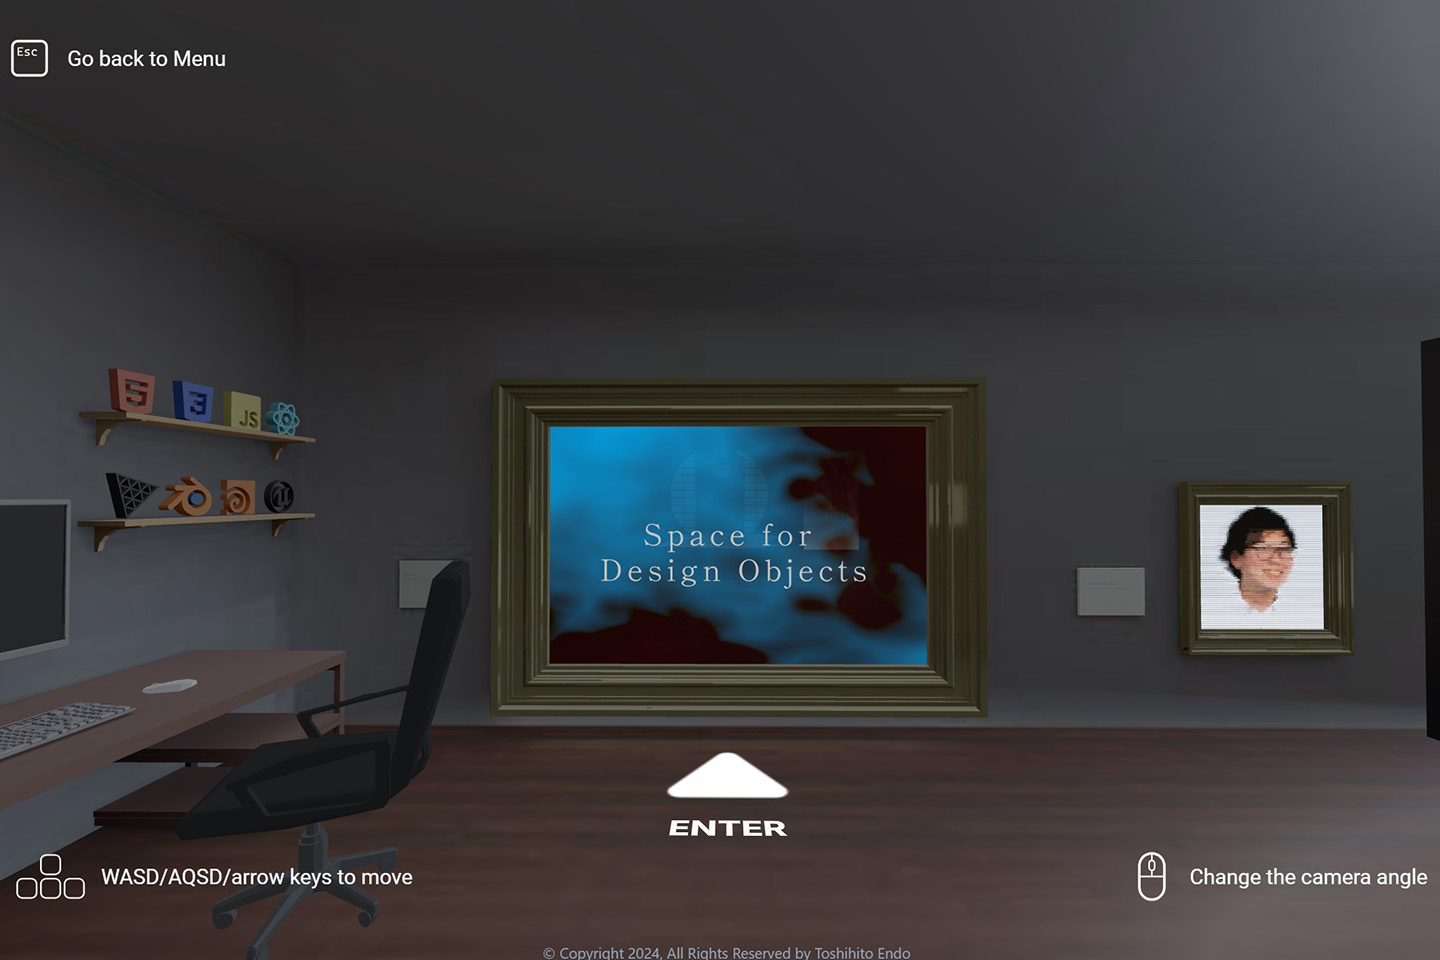 Esc
Go back to Menu
JS
Space for
Design Objects
ENTER
WASD/AQSD/arrow keys to move
Change the camera angle
© Copyright 2024, All Rights Reserved by Toshihito Endo